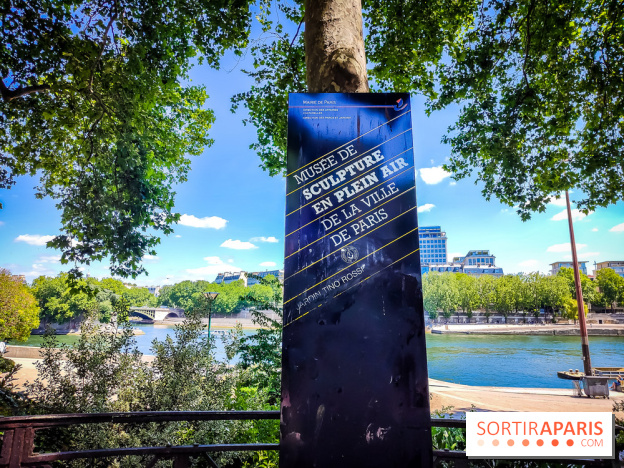 MAIRIE DE PARIS
MUSÉE DE
SCULPTURE
EN PLEIN AIR
DE LA VILLE
DE PARIS
JARDIN TINO ROSSI
SORTIRAPARIS
.COM